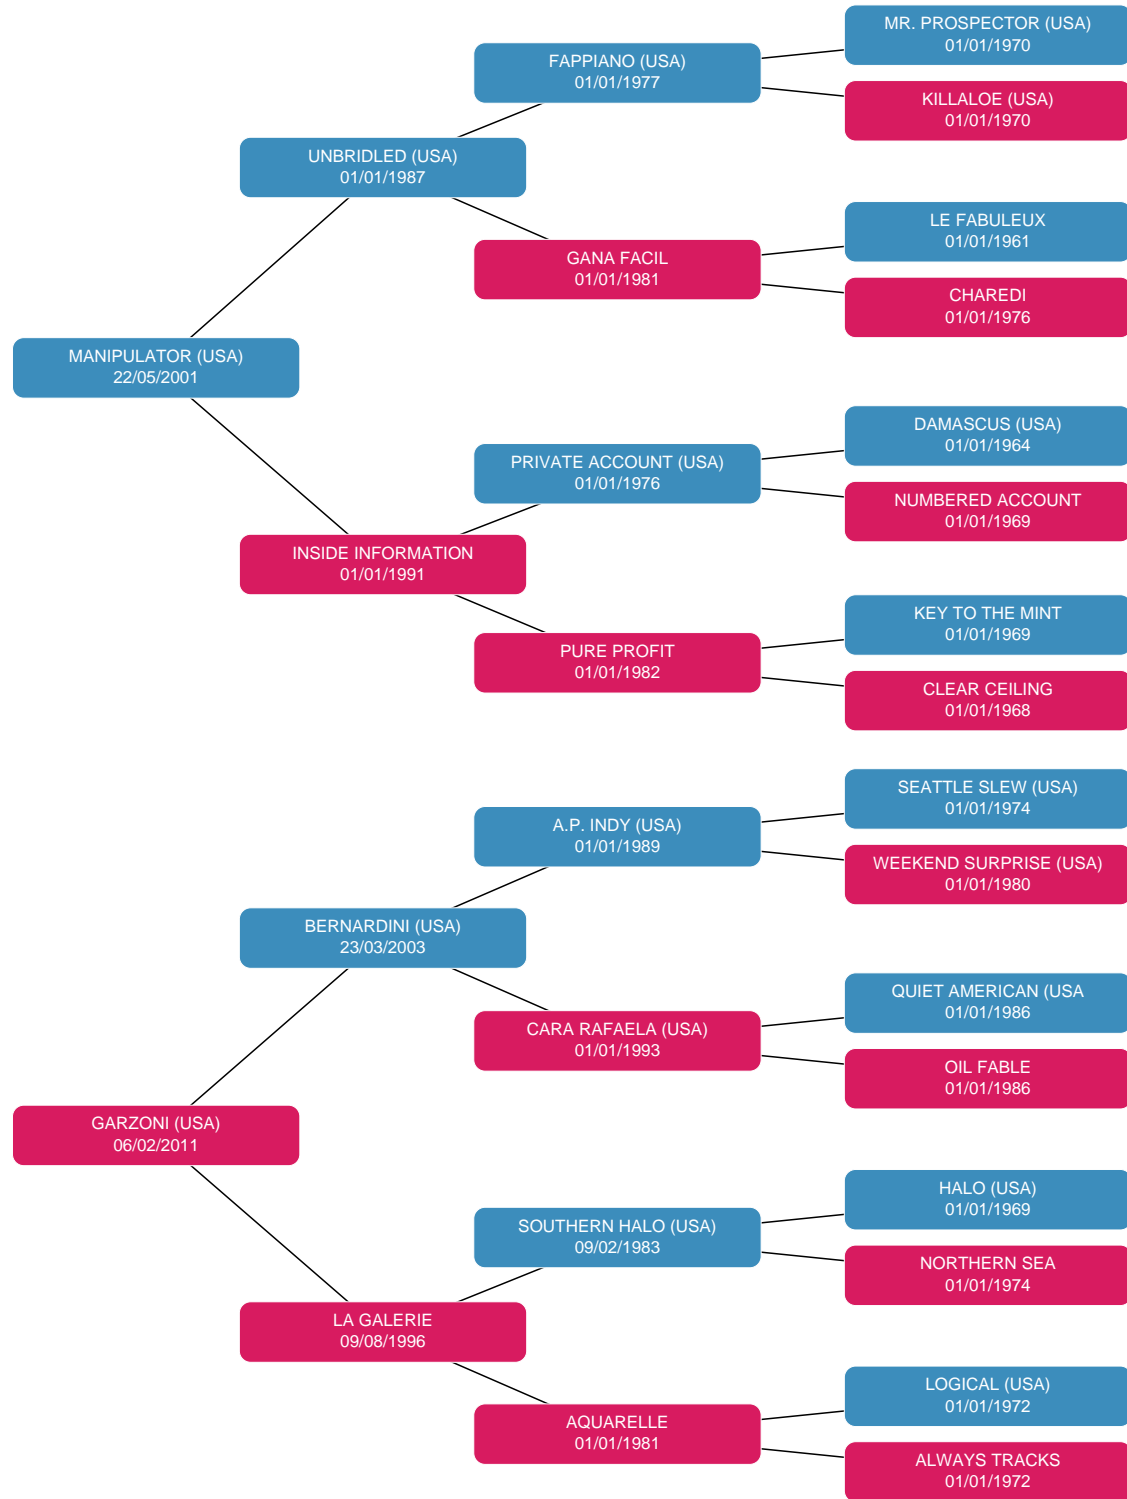 MR. PROSPECTOR (USA)
01/01/1970
FAPPIANO (USA)
01/01/1977
KILLALOE (USA)
01/01/1970
UNBRIDLED (USA)
01/01/1987
LE FABULEUX
01/01/1961
GANA FACIL
01/01/1981
CHAREDI
01/01/1976
MANIPULATOR (USA)
22/05/2001
DAMASCUS (USA)
01/01/1964
PRIVATE ACCOUNT (USA)
01/01/1976
NUMBERED ACCOUNT
01/01/1969
INSIDE INFORMATION
01/01/1991
KEY TO THE MINT
01/01/1969
PURE PROFIT
01/01/1982
CLEAR CEILING
01/01/1968
SEATTLE SLEW (USA)
01/01/1974
A.P. INDY (USA)
01/01/1989
WEEKEND SURPRISE (USA)
01/01/1980
BERNARDINI (USA)
23/03/2003
QUIET AMERICAN (USA
01/01/1986
CARA RAFAELA (USA)
01/01/1993
OIL FABLE
01/01/1986
GARZONI (USA)
06/02/2011
HALO (USA)
01/01/1969
SOUTHERN HALO (USA)
09/02/1983
NORTHERN SEA
01/01/1974
LA GALERIE
09/08/1996
LOGICAL (USA)
01/01/1972
AQUARELLE
01/01/1981
ALWAYS TRACKS
01/01/1972